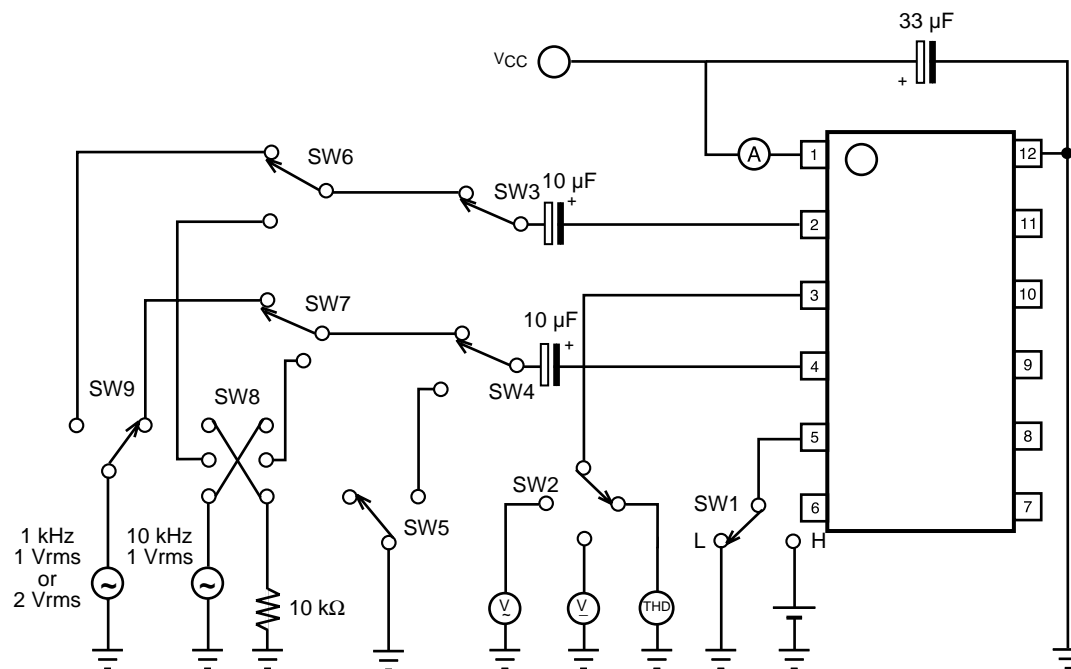 33 µF
VCC
+
SW6
A
1
12
SW3
10 µF
+
2
11
SW7
3
10
10 µF
+
SW9
SW8
SW4
4
9
5
8
SW2
SW1
6
7
SW5
L
H
1 kHz
1 Vrms
or
2 Vrms
10 kHz
1 Vrms
~
~
10 kΩ
V
~
V
–
THD